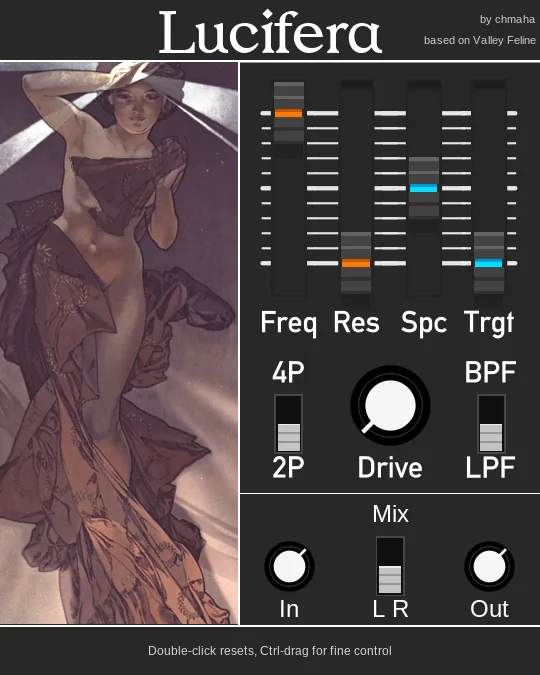 Lucifera
by chmaha
based on Valley Feline
Freq Res Spc Trgt
4P BPF
2P Drive LPF
Mix
In L R Out
Double-click resets, Ctrl-drag for fine control